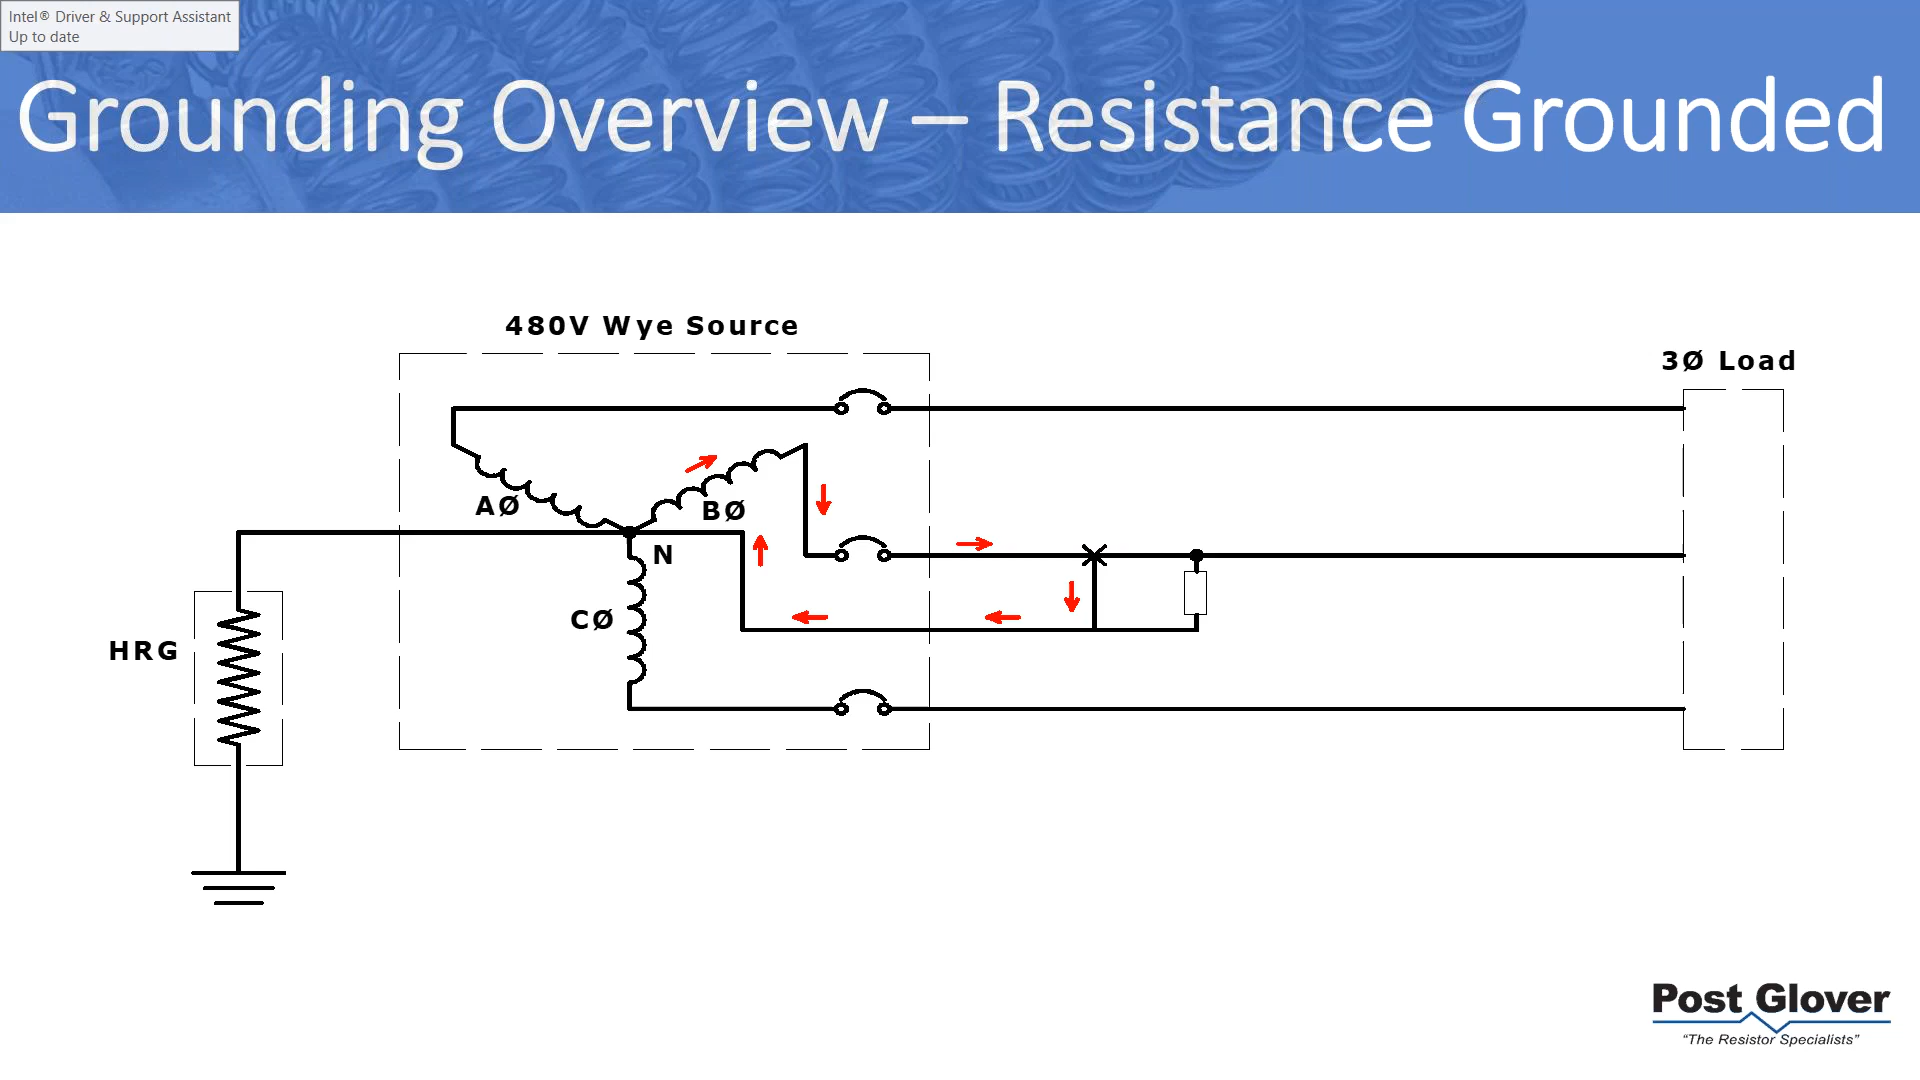 Intel® Driver & Support Assistant
Up to date
Grounding Overview – Resistance Grounded
480V Wye Source
3Ø Load
AØ
BØ
N
CØ
HRG
Post Glover
“The Resistor Specialists”